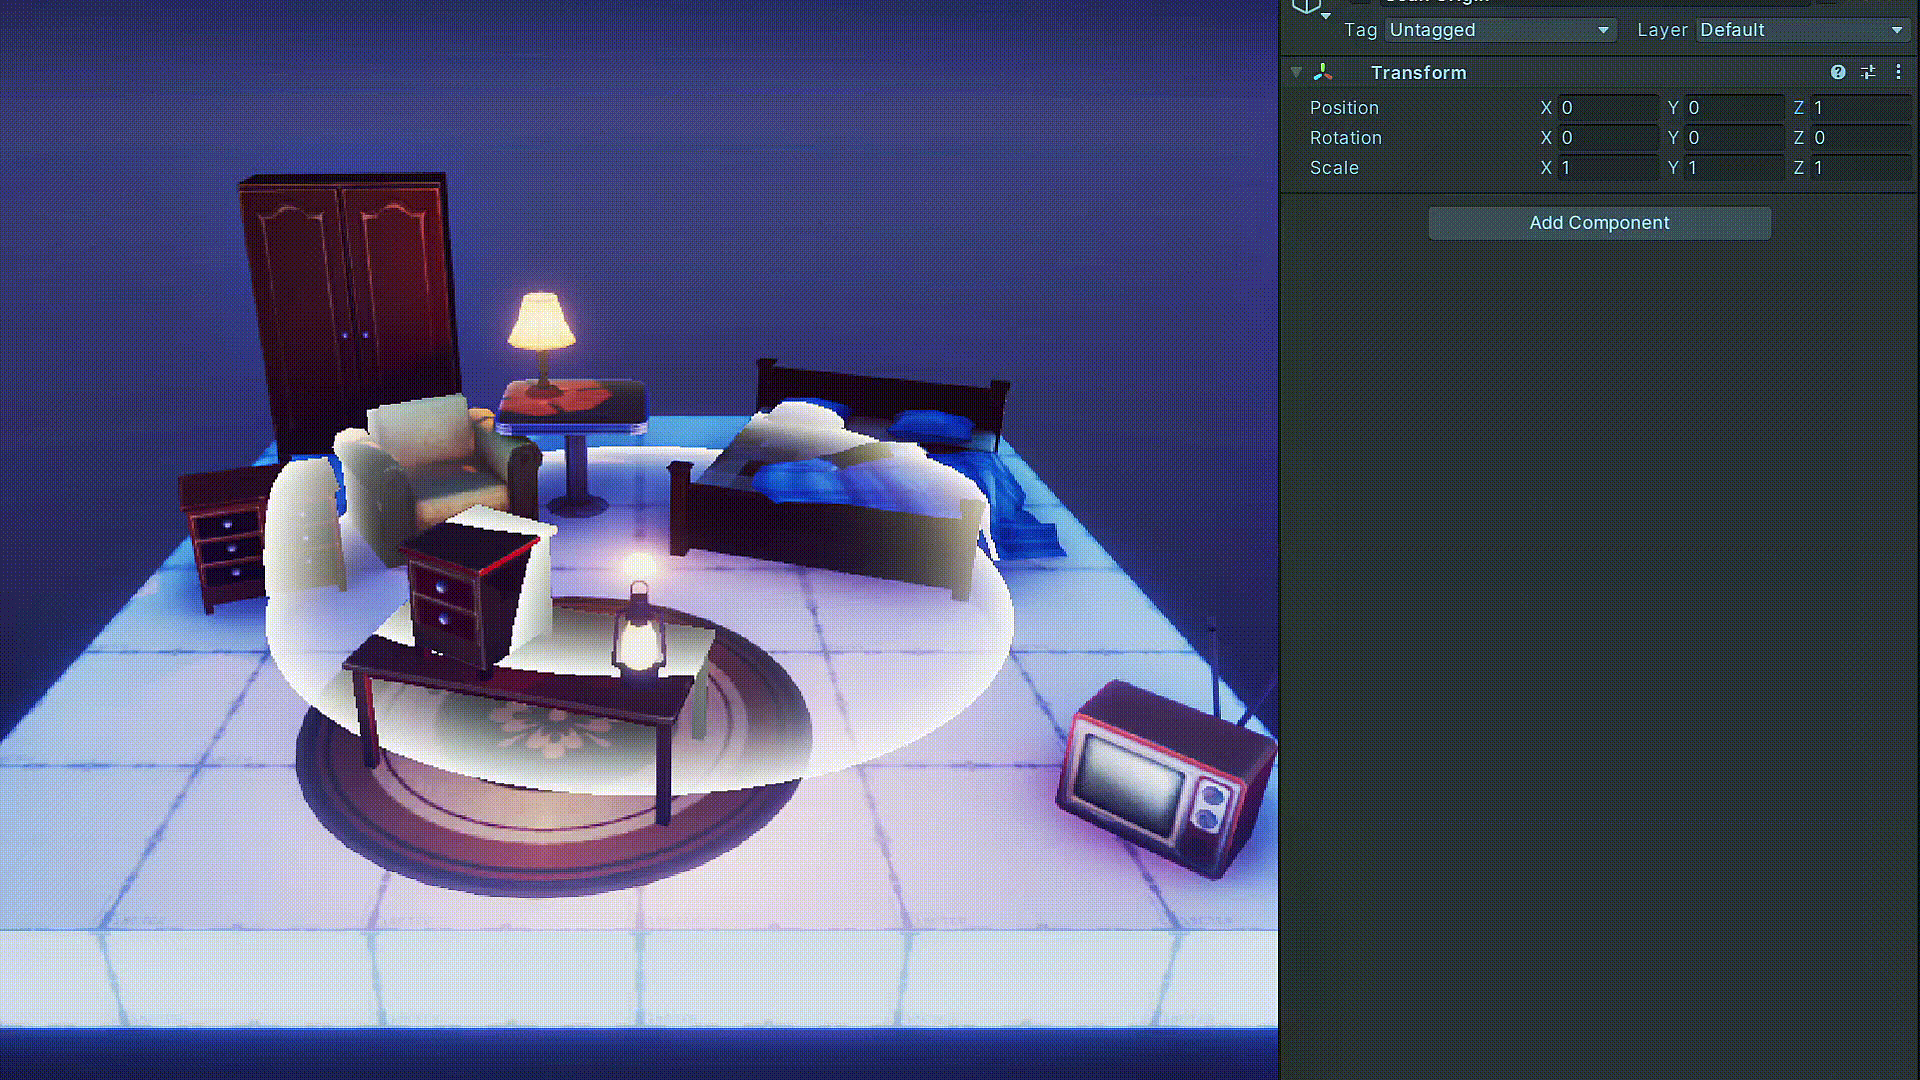 Tag Untagged Layer Default
Transform
Position X 0 Y 0 Z 1
Rotation X 0 Y 0 Z 0
Scale X 1 Y 1 Z 1
Add Component